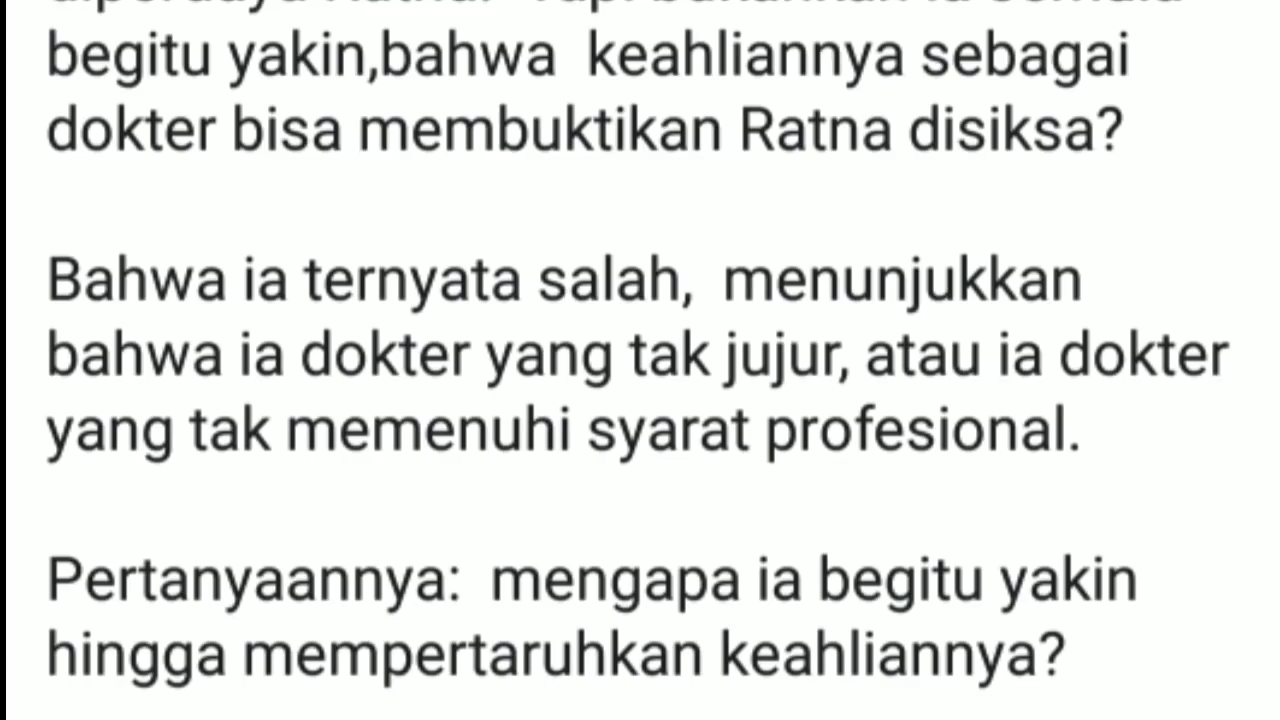 begitu yakin,bahwa  keahliannya sebagai
dokter bisa membuktikan Ratna disiksa?
Bahwa ia ternyata salah,  menunjukkan
bahwa ia dokter yang tak jujur, atau ia dokter
yang tak memenuhi syarat profesional.
Pertanyaannya:  mengapa ia begitu yakin
hingga mempertaruhkan keahliannya?